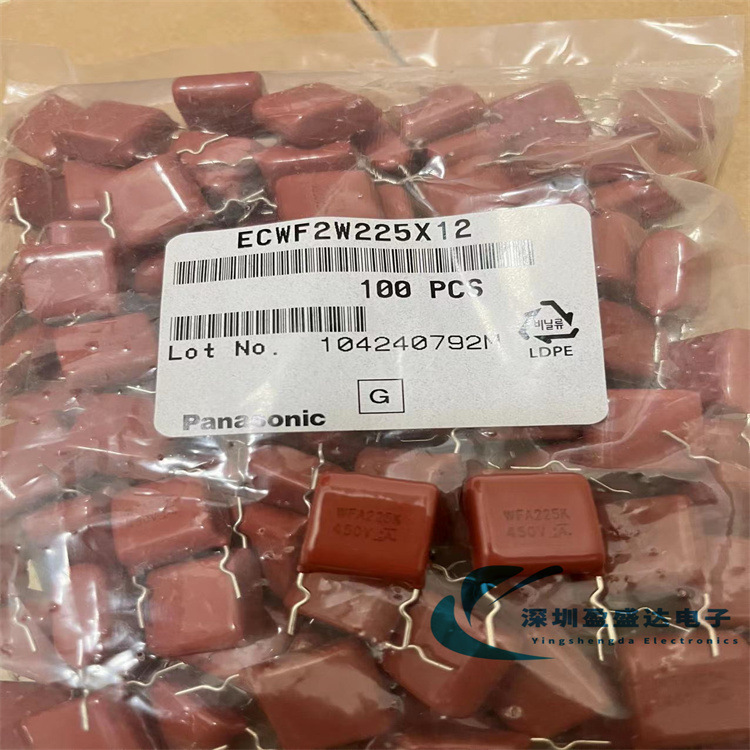 ECWF2W225X12
100 PCS
Lot No. 104240792M
비닐류
LDPE
G
Panasonic
WFA225K
450V
WFA225K
450V
深圳盈盛达电子
Yingshengda Electronics